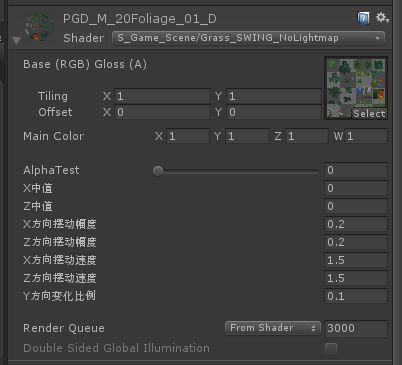 PGD_M_20Foliage_01_D
Shader S_Game_Scene/Grass_SWING_NoLightmap
Base (RGB) Gloss (A)
Tiling X 1 Y 1
Offset X 0 Y 0
Select
Main Color X 1 Y 1 Z 1 W 1
AlphaTest 0
X中值 0
Z中值 0
X方向摆动幅度 0.2
Z方向摆动幅度 0.2
X方向摆动速度 1.5
Z方向摆动速度 1.5
Y方向变化比例 0.1
Render Queue From Shader 3000
Double Sided Global Illumination